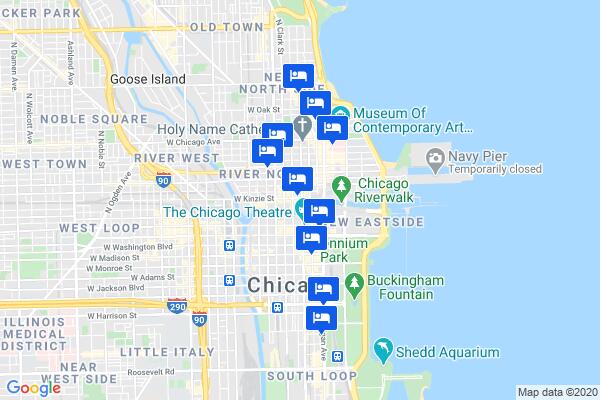 CKER PARK
OLD TOWN
N Clark St
Ashland Ave
N Damen Ave
Goose Island
NE
NORTH
W Oak St
N Wolcott Ave
NOBLE SQUARE
N Noble St
Museum Of
Contemporary Art...
Holy Name Cathe
W Chicago Ave
WEST TOWN
RIVER WEST
Navy Pier
Temporarily closed
90
RIVER NO
N Ogden Ave
W Kinzie St
Chicago
Riverwalk
The Chicago Theatre
WEST LOOP
EW EASTSIDE
W Washington Blvd
W Madison St
W Monroe St
nnium
Park
W Adams St
W Jackson Blvd
Chica
Buckingham
Fountain
290
W Harrison St
90
ILLINOIS
MEDICAL
DISTRICT
gan Ave
LITTLE ITALY
Shedd Aquarium
NEAR
WEST SIDE
Roosevelt Rd
SOUTH LOOP
Google
Map data ©2020